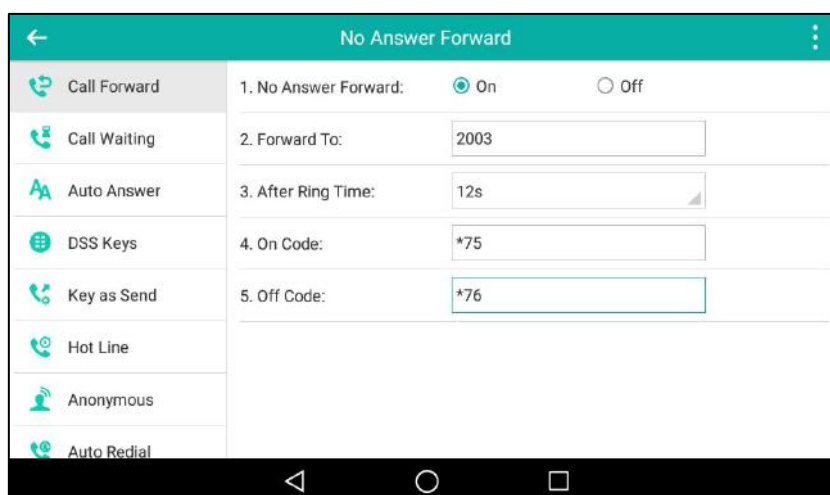 No Answer Forward
Call Forward
Call Waiting
Auto Answer
DSS Keys
Key as Send
Hot Line
Anonymous
Auto Redial
1. No Answer Forward: On Off
2. Forward To: 2003
3. After Ring Time: 12s
4. On Code: *75
5. Off Code: *76